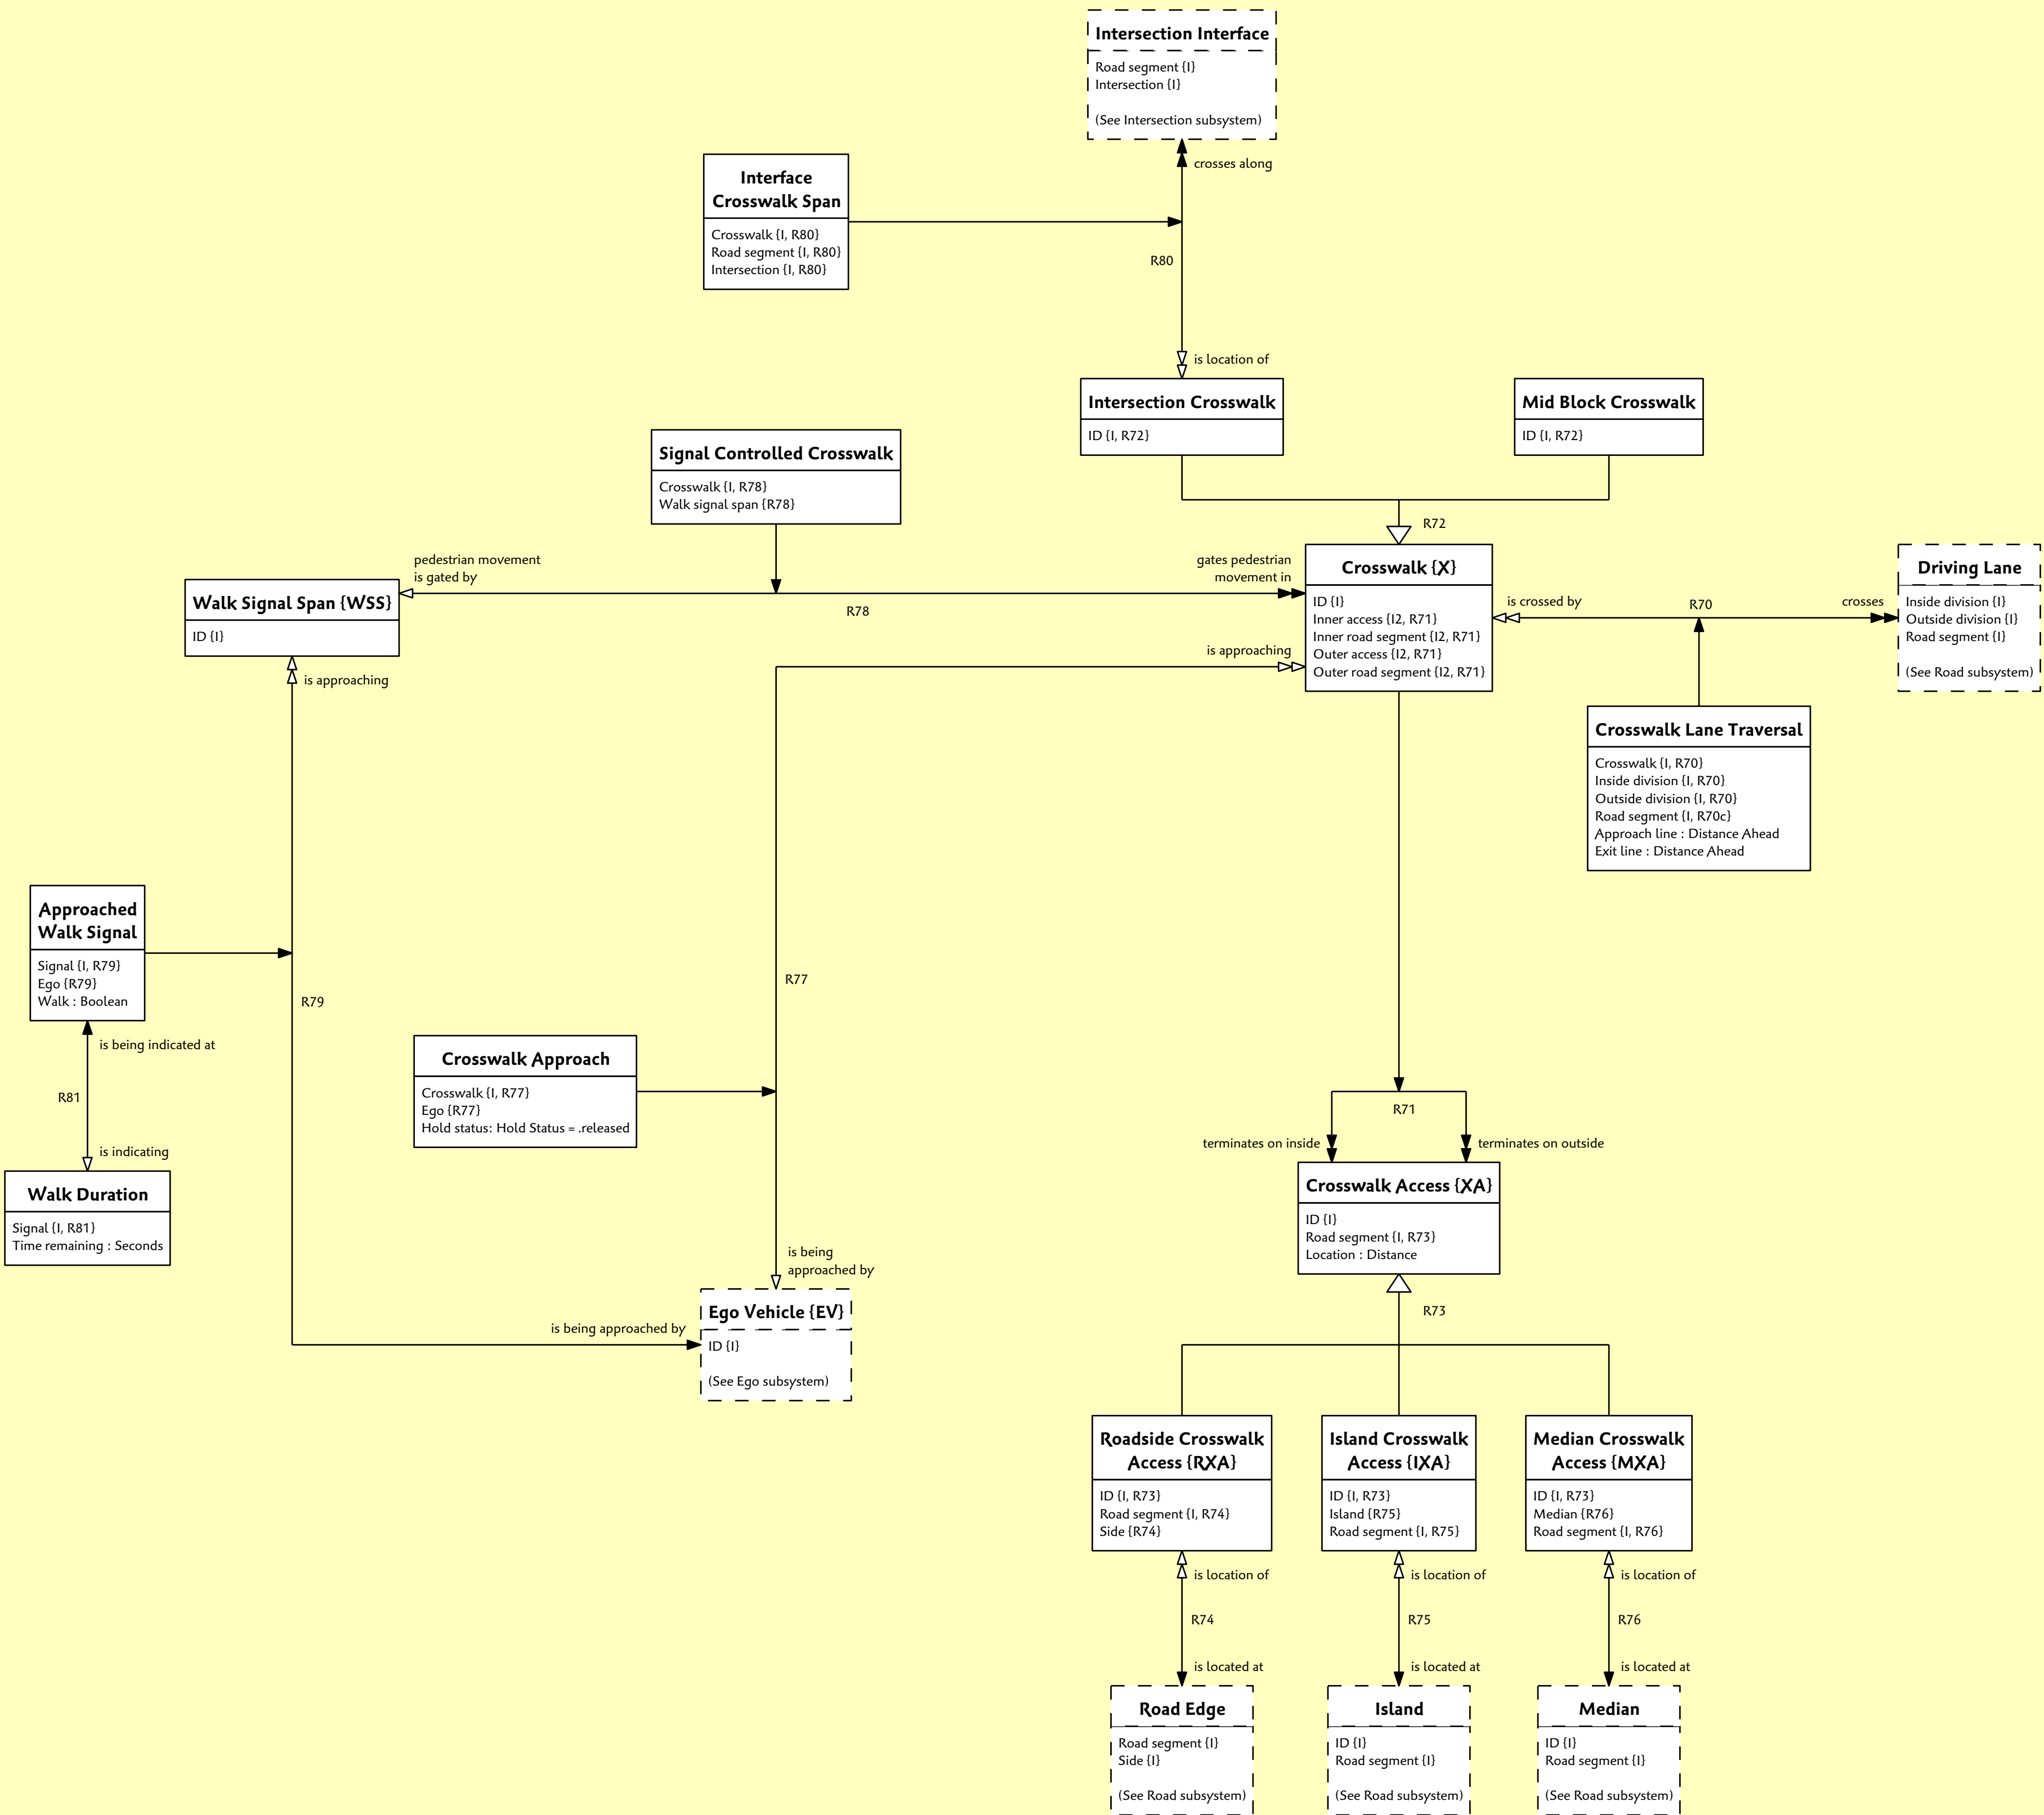 Intersection Interface
Road segment {I}
Intersection {I}
(See Intersection subsystem)
crosses along
Interface
Crosswalk Span
Crosswalk {I, R80}
Road segment {I, R80}
Intersection {I, R80}
R80
is location of
Intersection Crosswalk
ID {I, R72}
Mid Block Crosswalk
ID {I, R72}
R72
Signal Controlled Crosswalk
Crosswalk {I, R78}
Walk signal span {R78}
pedestrian movement
is gated by
gates pedestrian
movement in
R78
Walk Signal Span {WSS}
ID {I}
is approaching
Crosswalk {X}
ID {I}
Inner access {I2, R71}
Inner road segment {I2, R71}
Outer access {I2, R71}
Outer road segment {I2, R71}
is approaching
is crossed by
R70
crosses
Driving Lane
Inside division {I}
Outside division {I}
Road segment {I}
(See Road subsystem)
Crosswalk Lane Traversal
Crosswalk {I, R70}
Inside division {I, R70}
Outside division {I, R70}
Road segment {I, R70c}
Approach line : Distance Ahead
Exit line : Distance Ahead
Approached
Walk Signal
Signal {I, R79}
Ego {R79}
Walk : Boolean
R79
is being indicated at
R81
is indicating
Walk Duration
Signal {I, R81}
Time remaining : Seconds
R77
Crosswalk Approach
Crosswalk {I, R77}
Ego {R77}
Hold status: Hold Status = .released
is being
approached by
is being approached by
Ego Vehicle {EV}
ID {I}
(See Ego subsystem)
R71
terminates on inside
terminates on outside
Crosswalk Access {XA}
ID {I}
Road segment {I, R73}
Location : Distance
R73
Roadside Crosswalk
Access {RXA}
ID {I, R73}
Road segment {I, R74}
Side {R74}
Island Crosswalk
Access {IXA}
ID {I, R73}
Island {R75}
Road segment {I, R75}
Median Crosswalk
Access {MXA}
ID {I, R73}
Median {R76}
Road segment {I, R76}
is location of
R74
is located at
is location of
R75
is located at
is location of
R76
is located at
Road Edge
Road segment {I}
Side {I}
(See Road subsystem)
Island
ID {I}
Road segment {I}
(See Road subsystem)
Median
ID {I}
Road segment {I}
(See Road subsystem)